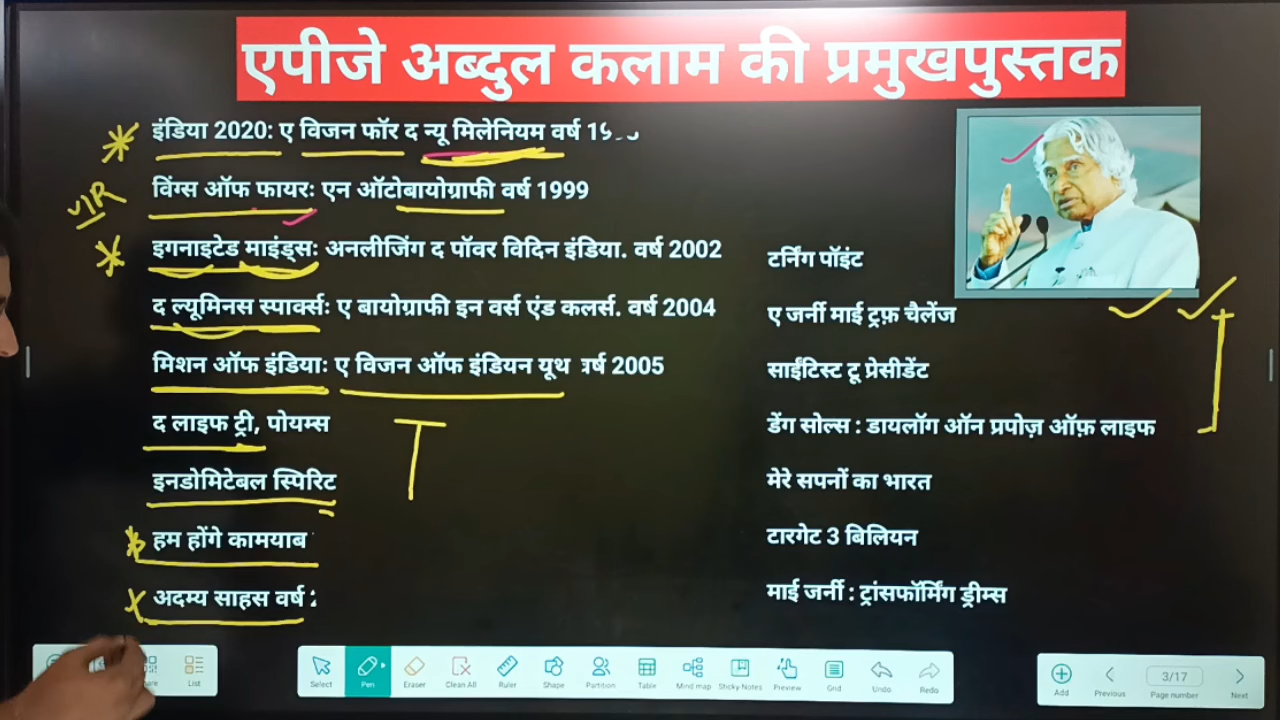 एपीजे अब्दुल कलाम की प्रमुखपुस्तक
इंडिया 2020: ए विजन फॉर द न्यू मिलेनियम वर्ष
VIR
विंग्स ऑफ फायर: एन ऑटोबायोग्राफी वर्ष 1999
इगनाइटेड माइंड्स: अनलीजिंग द पॉवर विदिन इंडिया. वर्ष 2002
द ल्यूमिनस स्पार्क्स: ए बायोग्राफी इन वर्स एंड कलर्स. वर्ष 2004
मिशन ऑफ इंडिया: ए विजन ऑफ इंडियन यूथ वर्ष 2005
द लाइफ ट्री, पोयम्स
इनडोमिटेबल स्पिरिट
हम होंगे कामयाब
अदम्य साहस वर्ष
टर्निंग पॉइंट
ए जर्नी माई ट्रफ़ चैलेंज
साईंटिस्ट टू प्रेसीडेंट
डेंग सोल्स : डायलॉग ऑन प्रपोज़ ऑफ़ लाइफ
मेरे सपनों का भारत
टारगेट 3 बिलियन
माई जर्नी : ट्रांसफॉर्मिंग ड्रीम्स
List
Select
Pen
Eraser
Clean All
Ruler
Shape
Partition
Table
Mind map
Sticky Notes
Preview
Grid
Undo
Redo
Add
Previous
3/17
Page number
Next